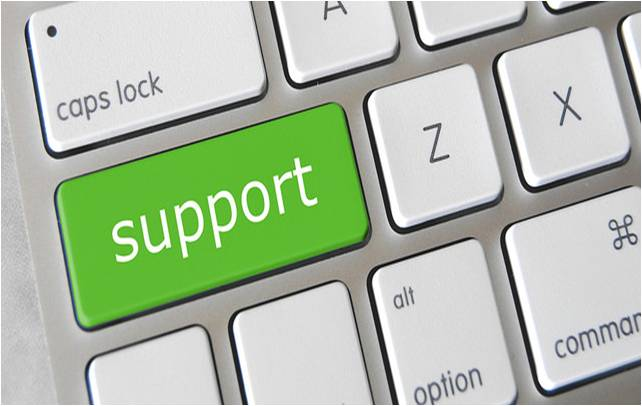 A
caps lock
support
Z
X
alt
option
⌘
comman